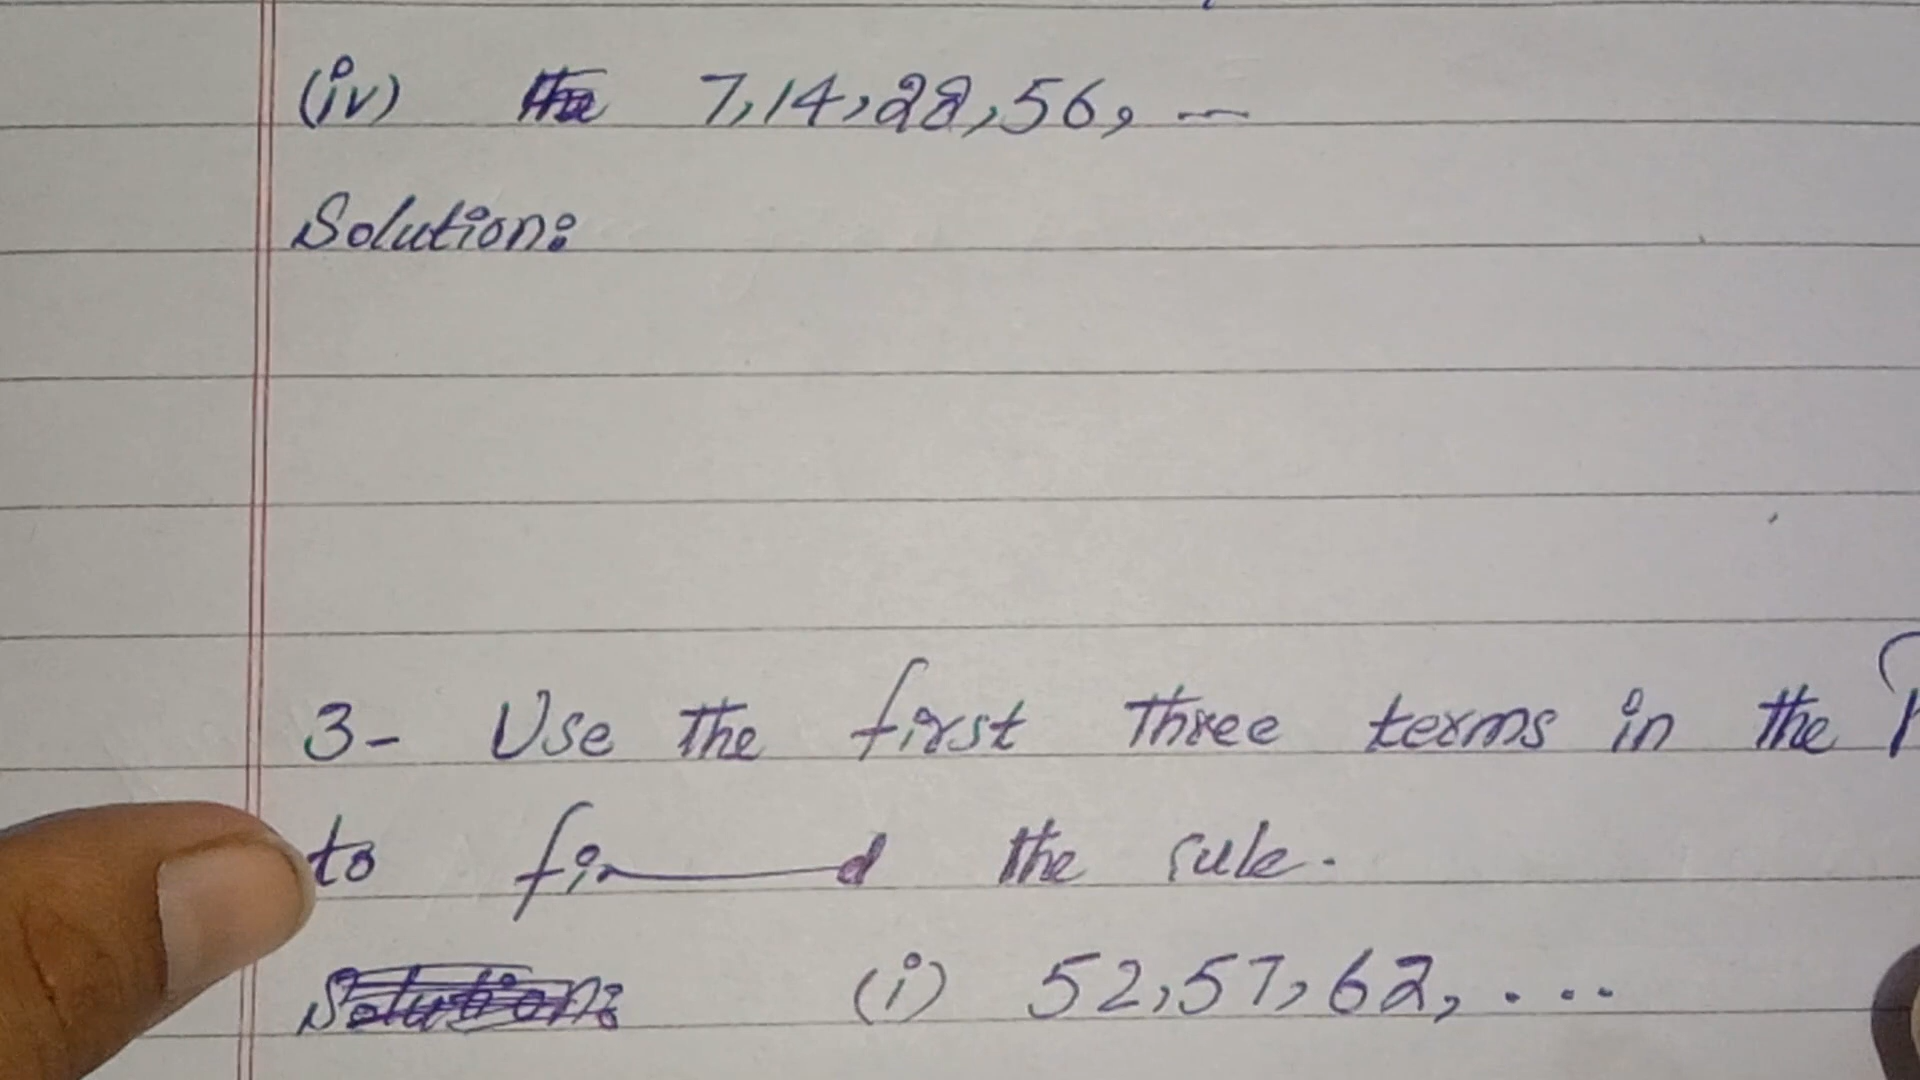 (iv) 7,14,28,56, —
Solution:
3- Use the first three terms in the
to find the rule.
(i) 52,57,62, ....